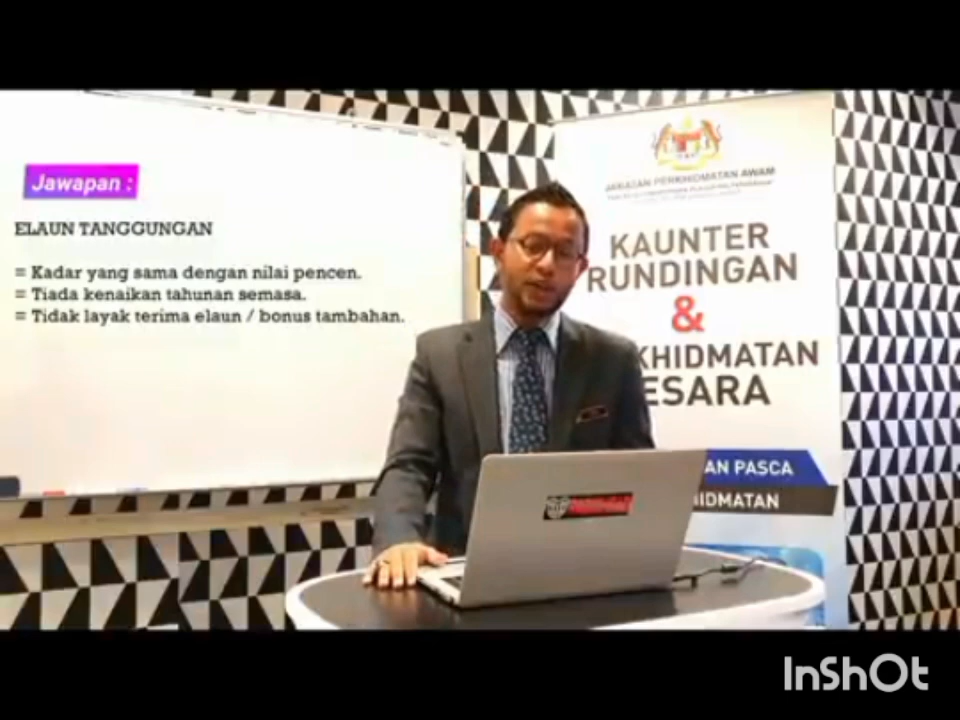 Jawapan :
ELAUN TANGGUNGAN
= Kadar yang sama dengan nilai pencen.
= Tiada kenaikan tahunan semasa.
= Tidak layak terima elaun / bonus tambahan.
JABATAN PERKHIDMATAN AWAM
KAUNTER
RUNDINGAN
&
KHIDMATAN
ESARA
AN PASCA
HIDMATAN
InShOt